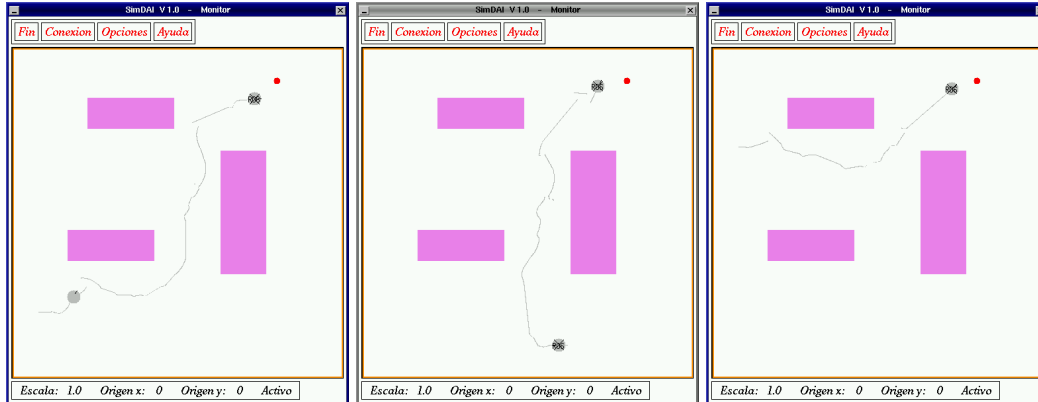 SimDAI V 1.0 - Monitor
Fin Conexion Opciones Ayuda
Escala: 1.0 Origen x: 0 Origen y: 0 Activo
SimDAI V 1.0 - Monitor
Fin Conexion Opciones Ayuda
Escala: 1.0 Origen x: 0 Origen y: 0 Activo
SimDAI V 1.0 - Monitor
Fin Conexion Opciones Ayuda
Escala: 1.0 Origen x: 0 Origen y: 0 Activo